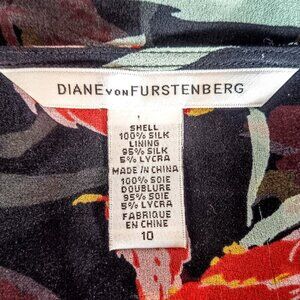 DIANE VON FURSTENBERG
SHELL
100% SILK
LINING
95% SILK
5% LYCRA
MADE IN CHINA
100% SOIE
DOUBLURE
95% SOIE
5% LYCRA
FABRIQUE
EN CHINE
10